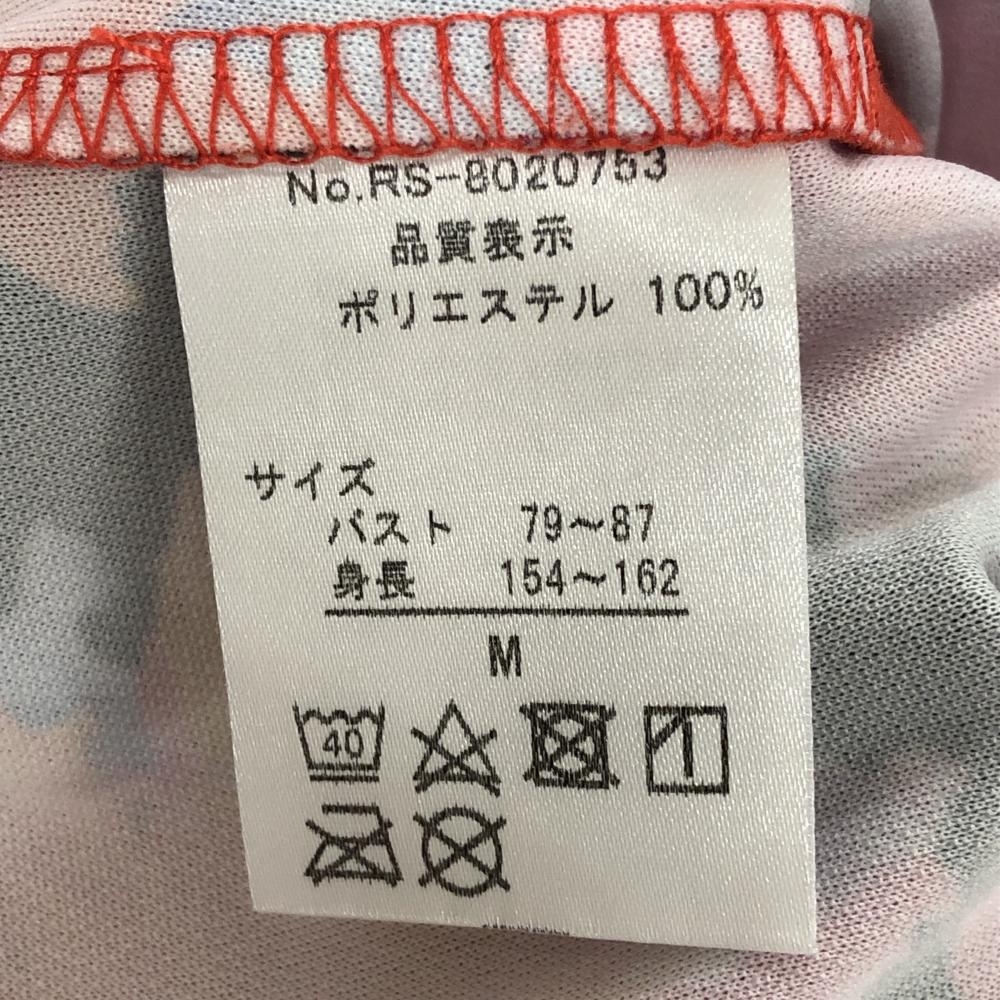 No.RS-8020753
品質表示
ポリエステル 100%
サイズ
バスト 79~87
身長 154~162
M
40